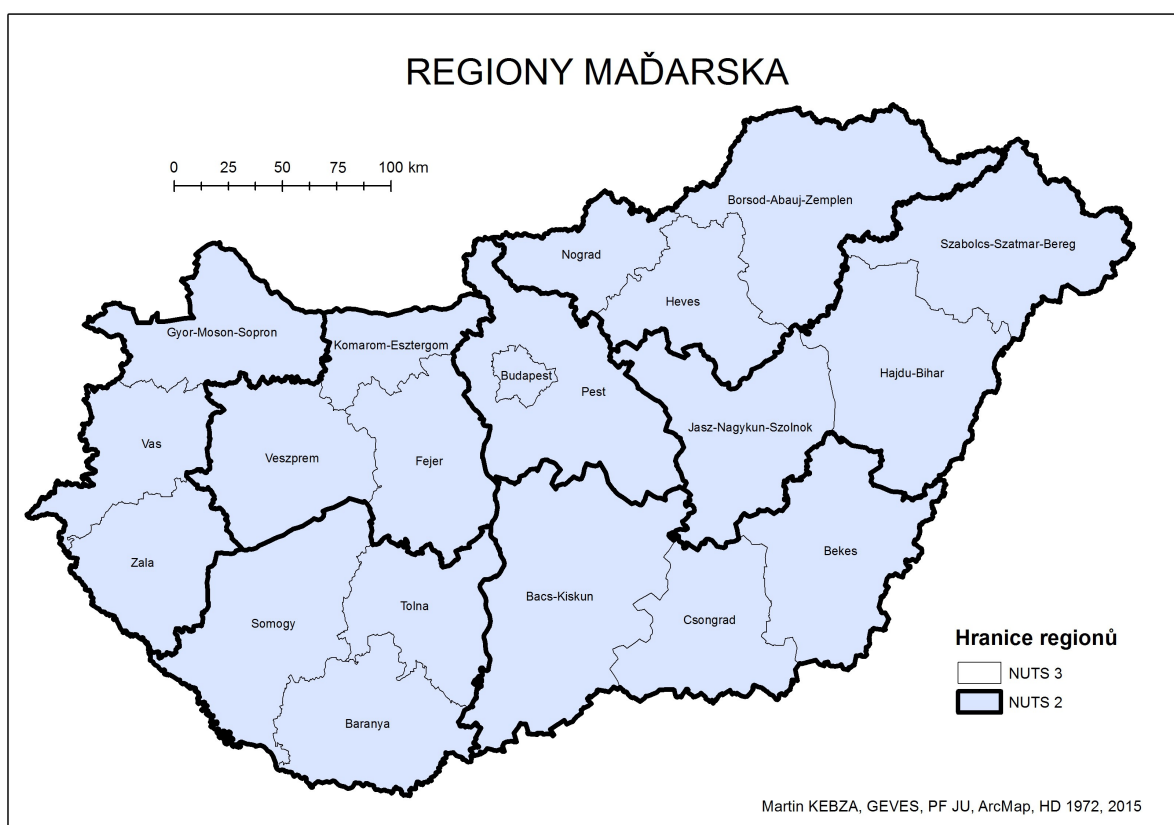 REGIONY MAĎARSKA
0 25 50 75 100 km
Borsod-Abauj-Zemplen
Szabolcs-Szatmar-Bereg
Nograd
Heves
Gyor-Moson-Sopron
Komarom-Esztergom
Budapest
Pest
Hajdu-Bihar
Jasz-Nagykun-Szolnok
Vas
Veszprem
Fejer
Bekes
Zala
Bacs-Kiskun
Tolna
Somogy
Csongrad
Baranya
Hranice regionů
NUTS 3
NUTS 2
Martin KEBZA, GEVES, PF JU, ArcMap, HD 1972, 2015